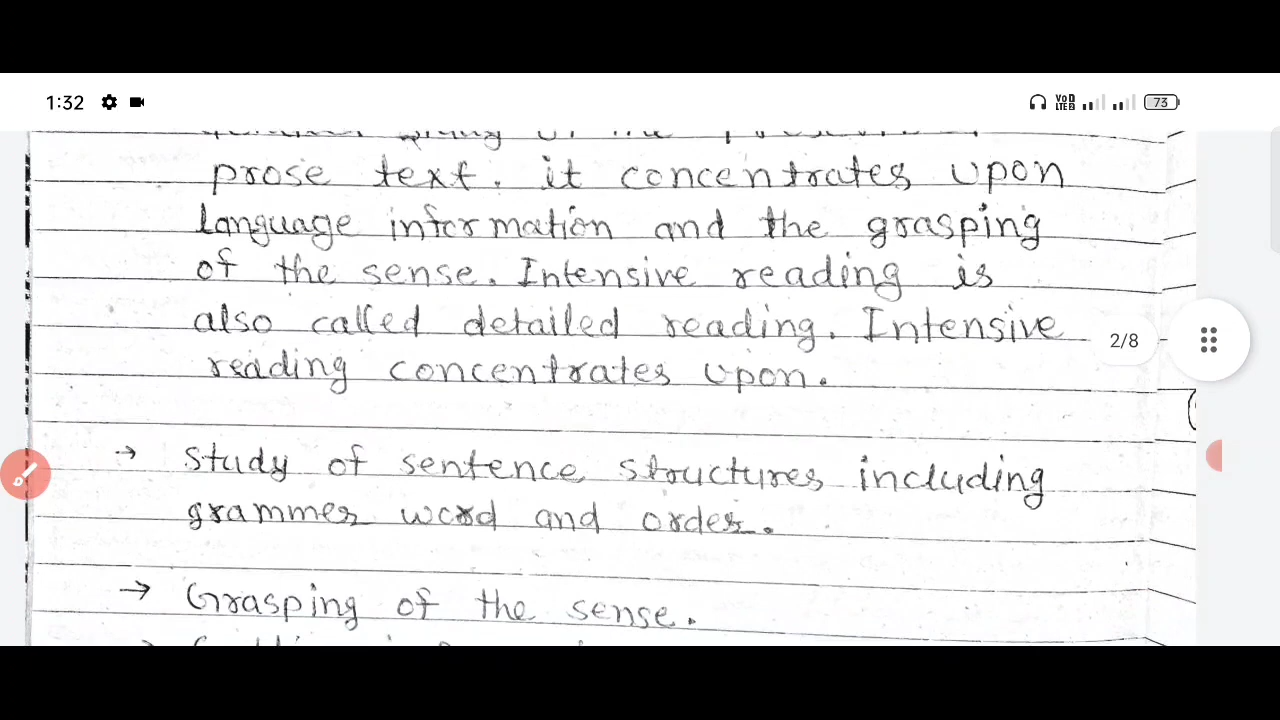 1:32
Vo LTE 73
prose text. it concentrates upon
language information and the grasping
of the sense. Intensive reading is
also called detailed reading. Intensive
2/8
reading concentrates upon.
→ Study of sentence structures including
grammer word and order.
→ Grasping of the sense.